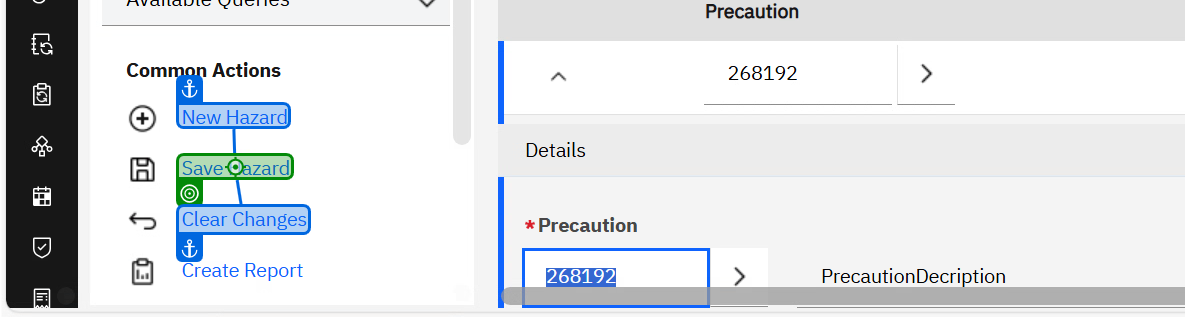 Available Queries
Common Actions
New Hazard
Save Hazard
Clear Changes
Create Report
Precaution
268192
Details
*Precaution
268192
PrecautionDecription